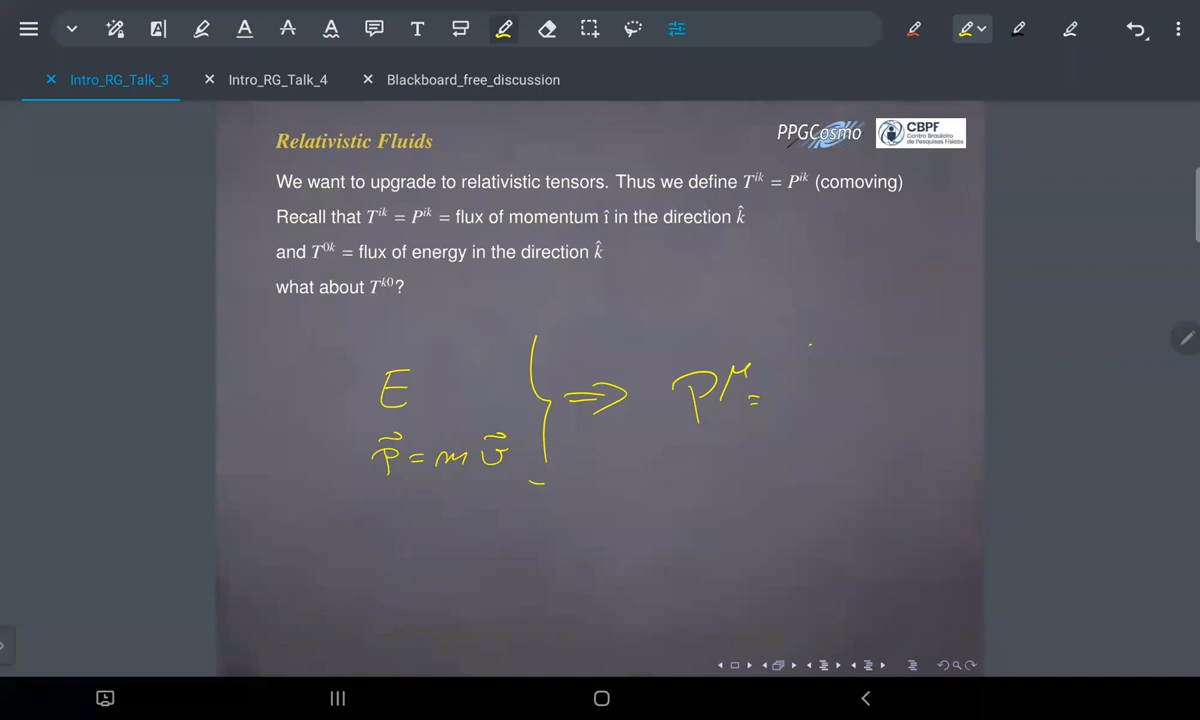 Intro_RG_Talk_3 Intro_RG_Talk_4 Blackboard_free_discussion
Relativistic Fluids
PPGCosmo
CBPF
Centro Brasileiro
de Pesquisas Físicas
We want to upgrade to relativistic tensors. Thus we define T^{ik} = P^{ik} (comoving)
Recall that T^{ik} = P^{ik} = flux of momentum î in the direction k̂
and T^{0k} = flux of energy in the direction k̂
what about T^{k0}?
E
p⃗ = m v⃗ } ⇒ P^μ =